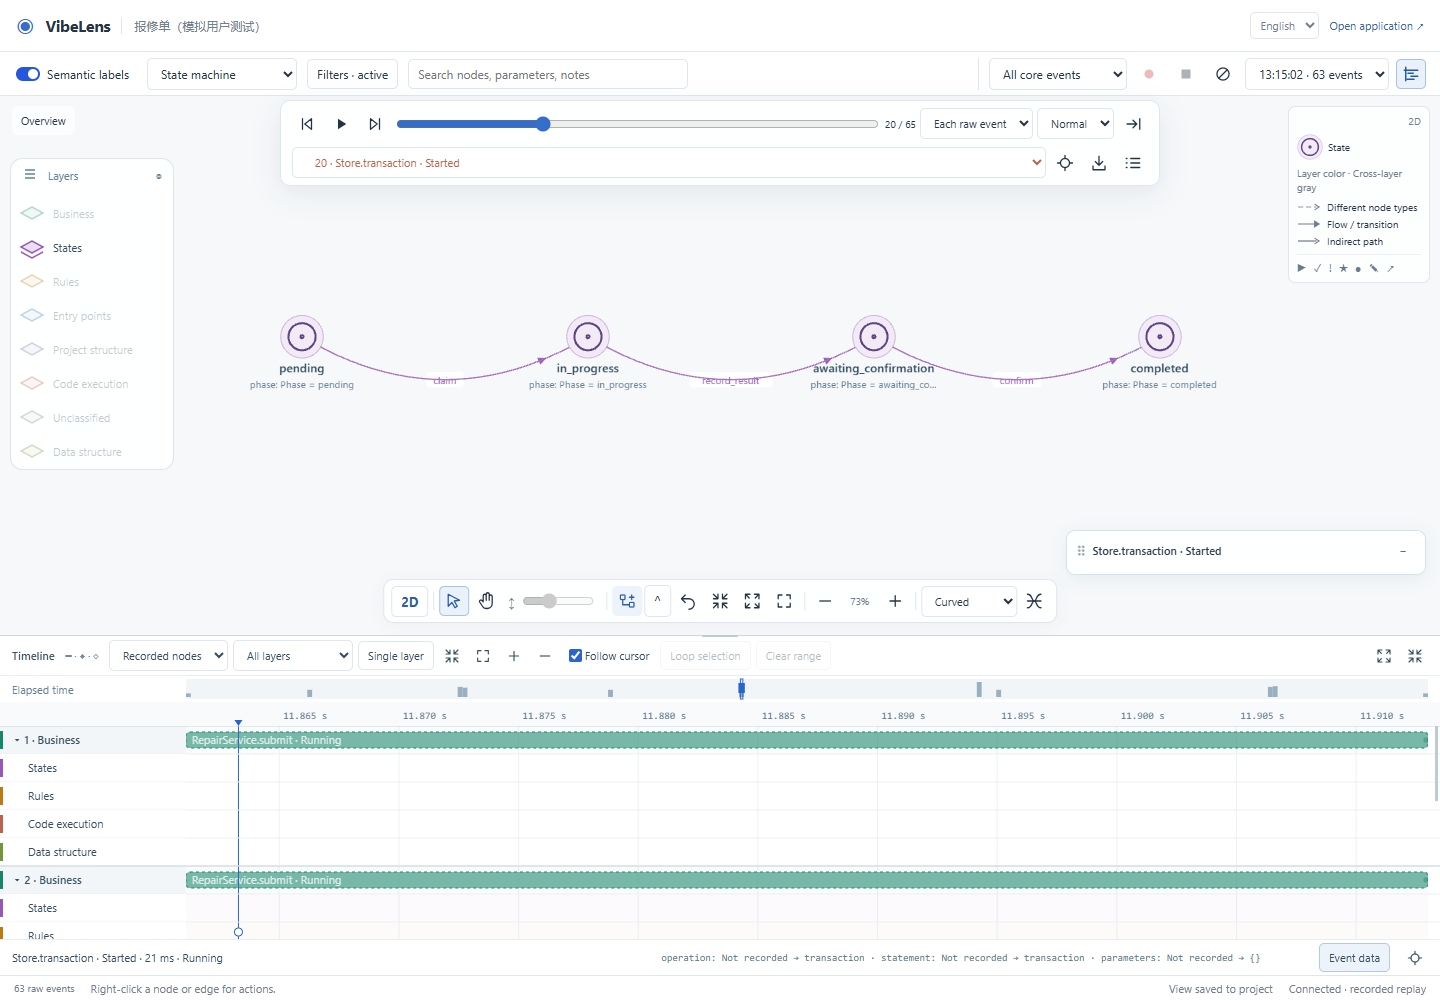 VibeLens 报修单（模拟用户测试） English Open application ↗
Semantic labels State machine Filters · active Search nodes, parameters, notes All core events 13:15:02 · 63 events
Overview
20 / 65 Each raw event Normal
20 · Store.transaction · Started
2D
State
Layer color · Cross-layer
gray
Different node types
Flow / transition
Indirect path
Layers
Business
States
Rules
Entry points
Project structure
Code execution
Unclassified
Data structure
pending
phase: Phase = pending
claim
in_progress
phase: Phase = in_progress
record_result
awaiting_confirmation
phase: Phase = awaiting_co...
confirm
completed
phase: Phase = completed
Store.transaction · Started
2D 73% Curved
Timeline Recorded nodes All layers Single layer Follow cursor Loop selection Clear range
Elapsed time
11.865 s 11.870 s 11.875 s 11.880 s 11.885 s 11.890 s 11.895 s 11.900 s 11.905 s 11.910 s
1 · Business RepairService.submit · Running
States
Rules
Code execution
Data structure
2 · Business RepairService.submit · Running
States
Rules
Store.transaction · Started · 21 ms · Running operation: Not recorded → transaction · statement: Not recorded → transaction · parameters: Not recorded → {} Event data
63 raw events Right-click a node or edge for actions. View saved to project Connected · recorded replay